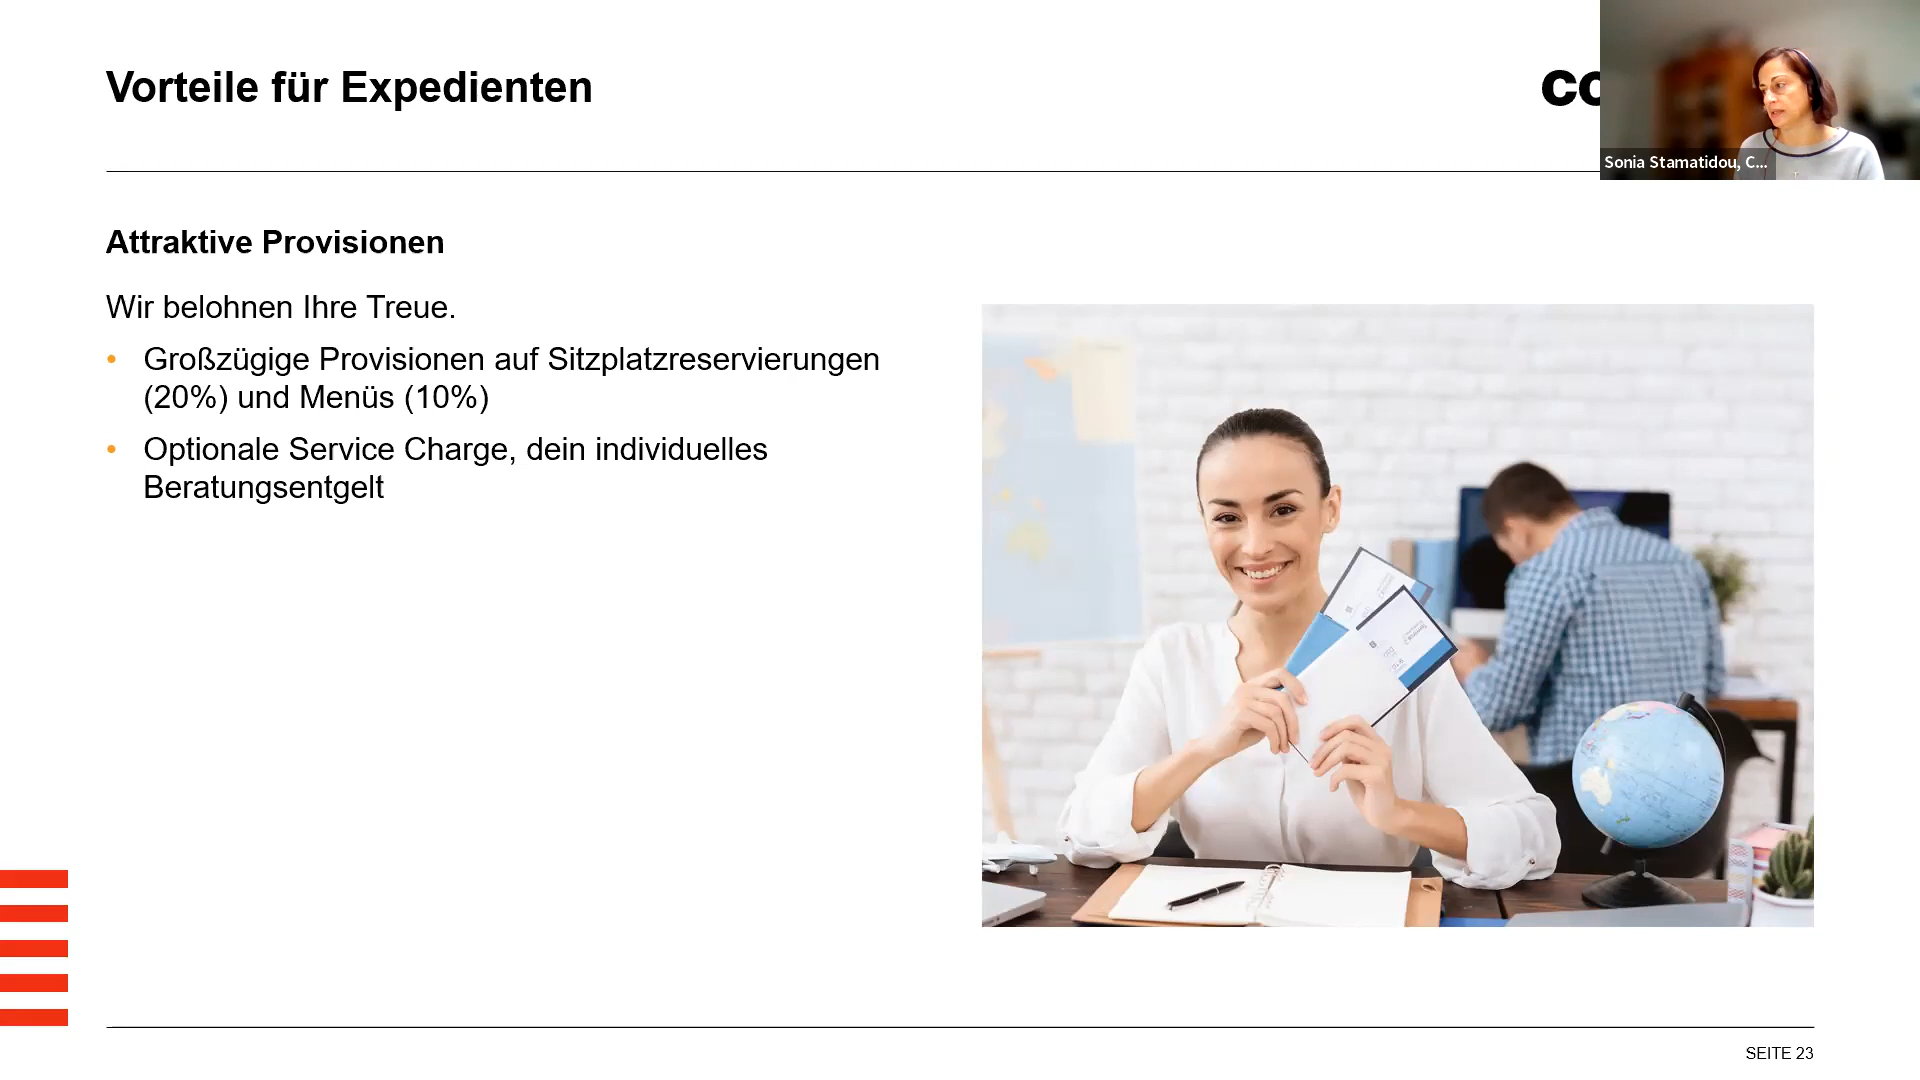 Vorteile für Expedienten
co
Sonia Stamatidou, C...
Attraktive Provisionen
Wir belohnen Ihre Treue.
• Großzügige Provisionen auf Sitzplatzreservierungen
(20%) und Menüs (10%)
• Optionale Service Charge, dein individuelles
Beratungsentgelt
SEITE 23